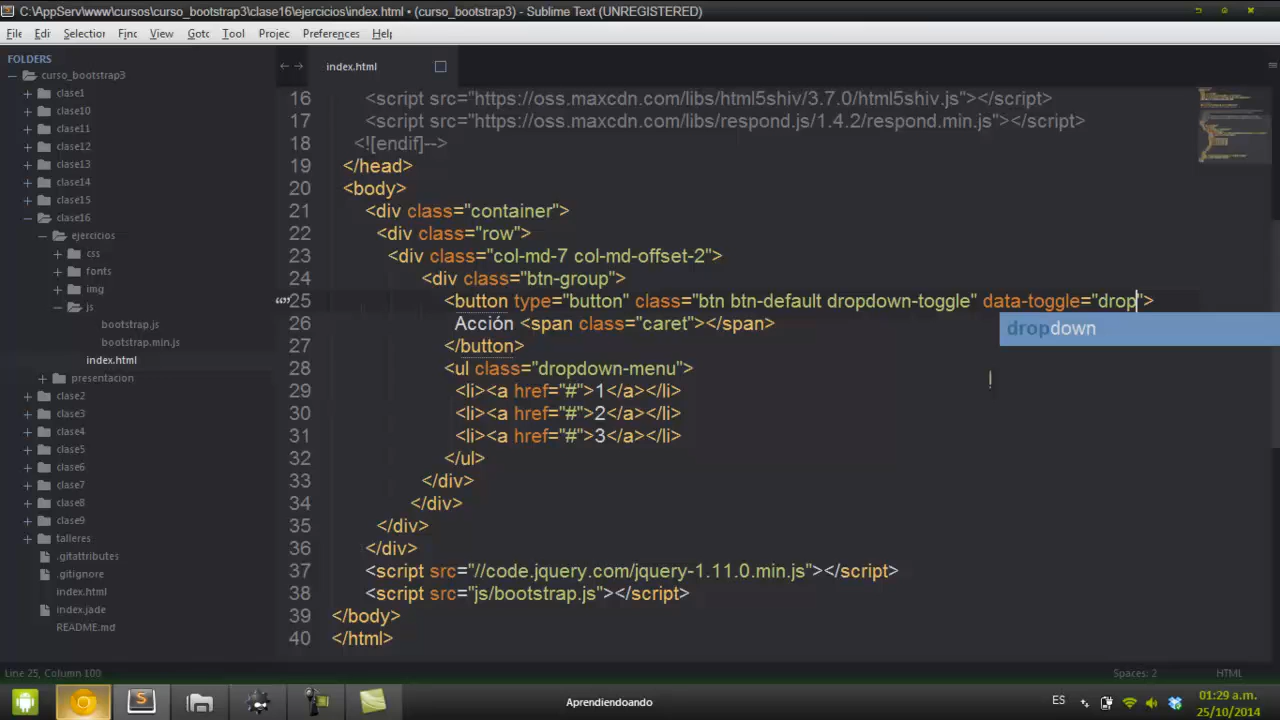 C:\AppServ\www\cursos\curso_bootstrap3\clase16\ejercicios\index.html • (curso_bootstrap3) - Sublime Text (UNREGISTERED)
File Edit Selection Find View Goto Tool Project Preferences Help
FOLDERS
curso_bootstrap3
clase1
clase10
clase11
clase12
clase13
clase14
clase15
clase16
ejercicios
css
fonts
img
js
bootstrap.js
bootstrap.min.js
index.html
presentacion
clase2
clase3
clase4
clase5
clase6
clase7
clase8
clase9
talleres
.gitattributes
.gitignore
index.html
index.jade
README.md
index.html
16 <script src="https://oss.maxcdn.com/libs/html5shiv/3.7.0/html5shiv.js"></script>
17 <script src="https://oss.maxcdn.com/libs/respond.js/1.4.2/respond.min.js"></script>
18 <![endif]-->
19 </head>
20 <body>
21 <div class="container">
22 <div class="row">
23 <div class="col-md-7 col-md-offset-2">
24 <div class="btn-group">
25 <button type="button" class="btn btn-default dropdown-toggle" data-toggle="drop">
dropdown
26 Acción <span class="caret"></span>
27 </button>
28 <ul class="dropdown-menu">
29 <li><a href="#">1</a></li>
30 <li><a href="#">2</a></li>
31 <li><a href="#">3</a></li>
32 </ul>
33 </div>
34 </div>
35 </div>
36 </div>
37 <script src="//code.jquery.com/jquery-1.11.0.min.js"></script>
38 <script src="js/bootstrap.js"></script>
39 </body>
40 </html>
Line 25, Column 100 Spaces: 2 HTML
Aprendiendoando
ES
01:29 a.m.
25/10/2014